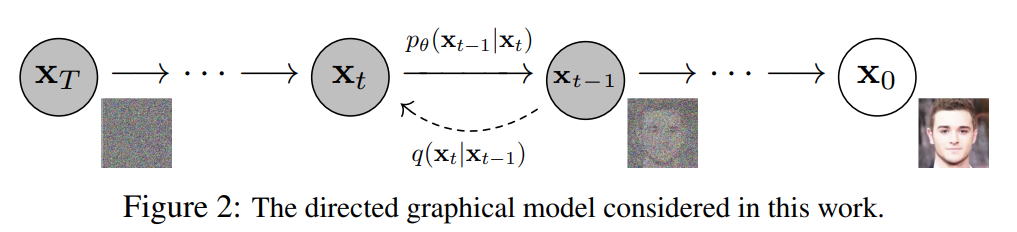 p_θ(x_{t−1}|x_t)
x_T ⟶ ··· ⟶ x_t ⟶ x_{t−1} ⟶ ··· ⟶ x_0
q(x_t|x_{t−1})
Figure 2: The directed graphical model considered in this work.